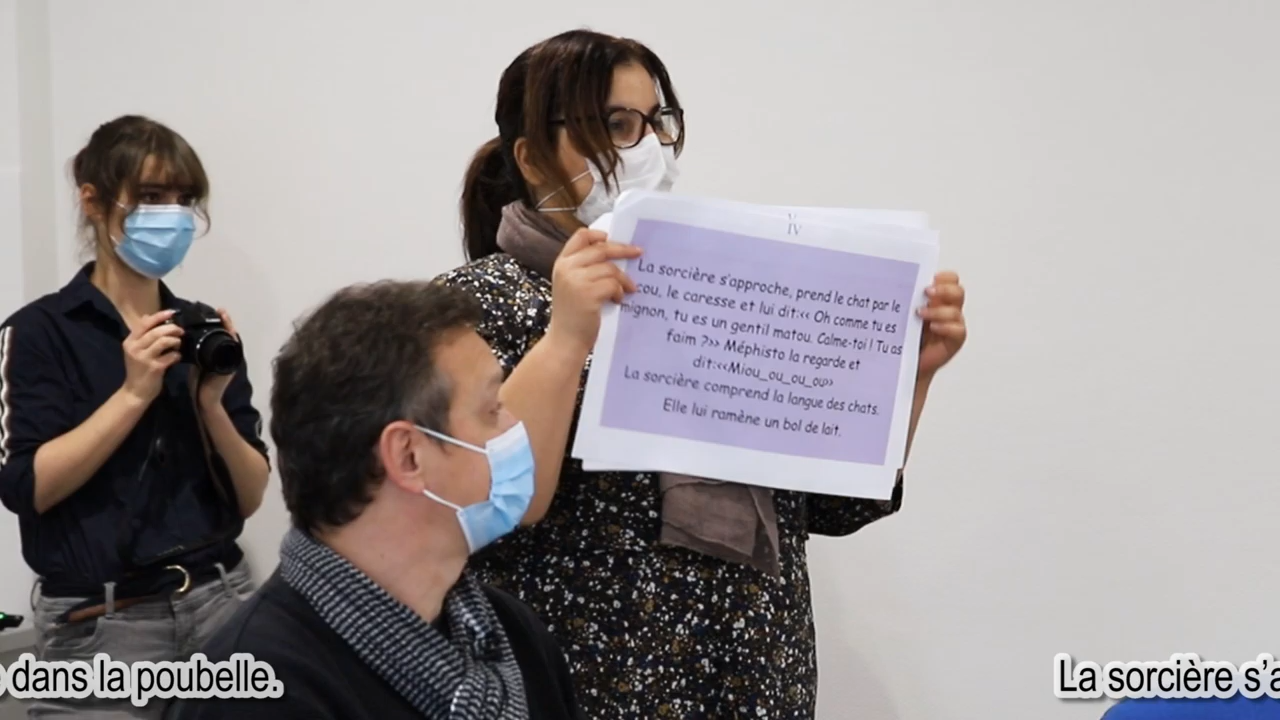 V
IV
La sorcière s'approche, prend le chat par le
cou, le caresse et lui dit:<< Oh comme tu es
mignon, tu es un gentil matou. Calme-toi ! Tu as
faim ?>> Méphisto la regarde et
dit:<<Miou_ou_ou_ou>>
La sorcière comprend la langue des chats.
Elle lui ramène un bol de lait.
dans la poubelle.
La sorcière s'a